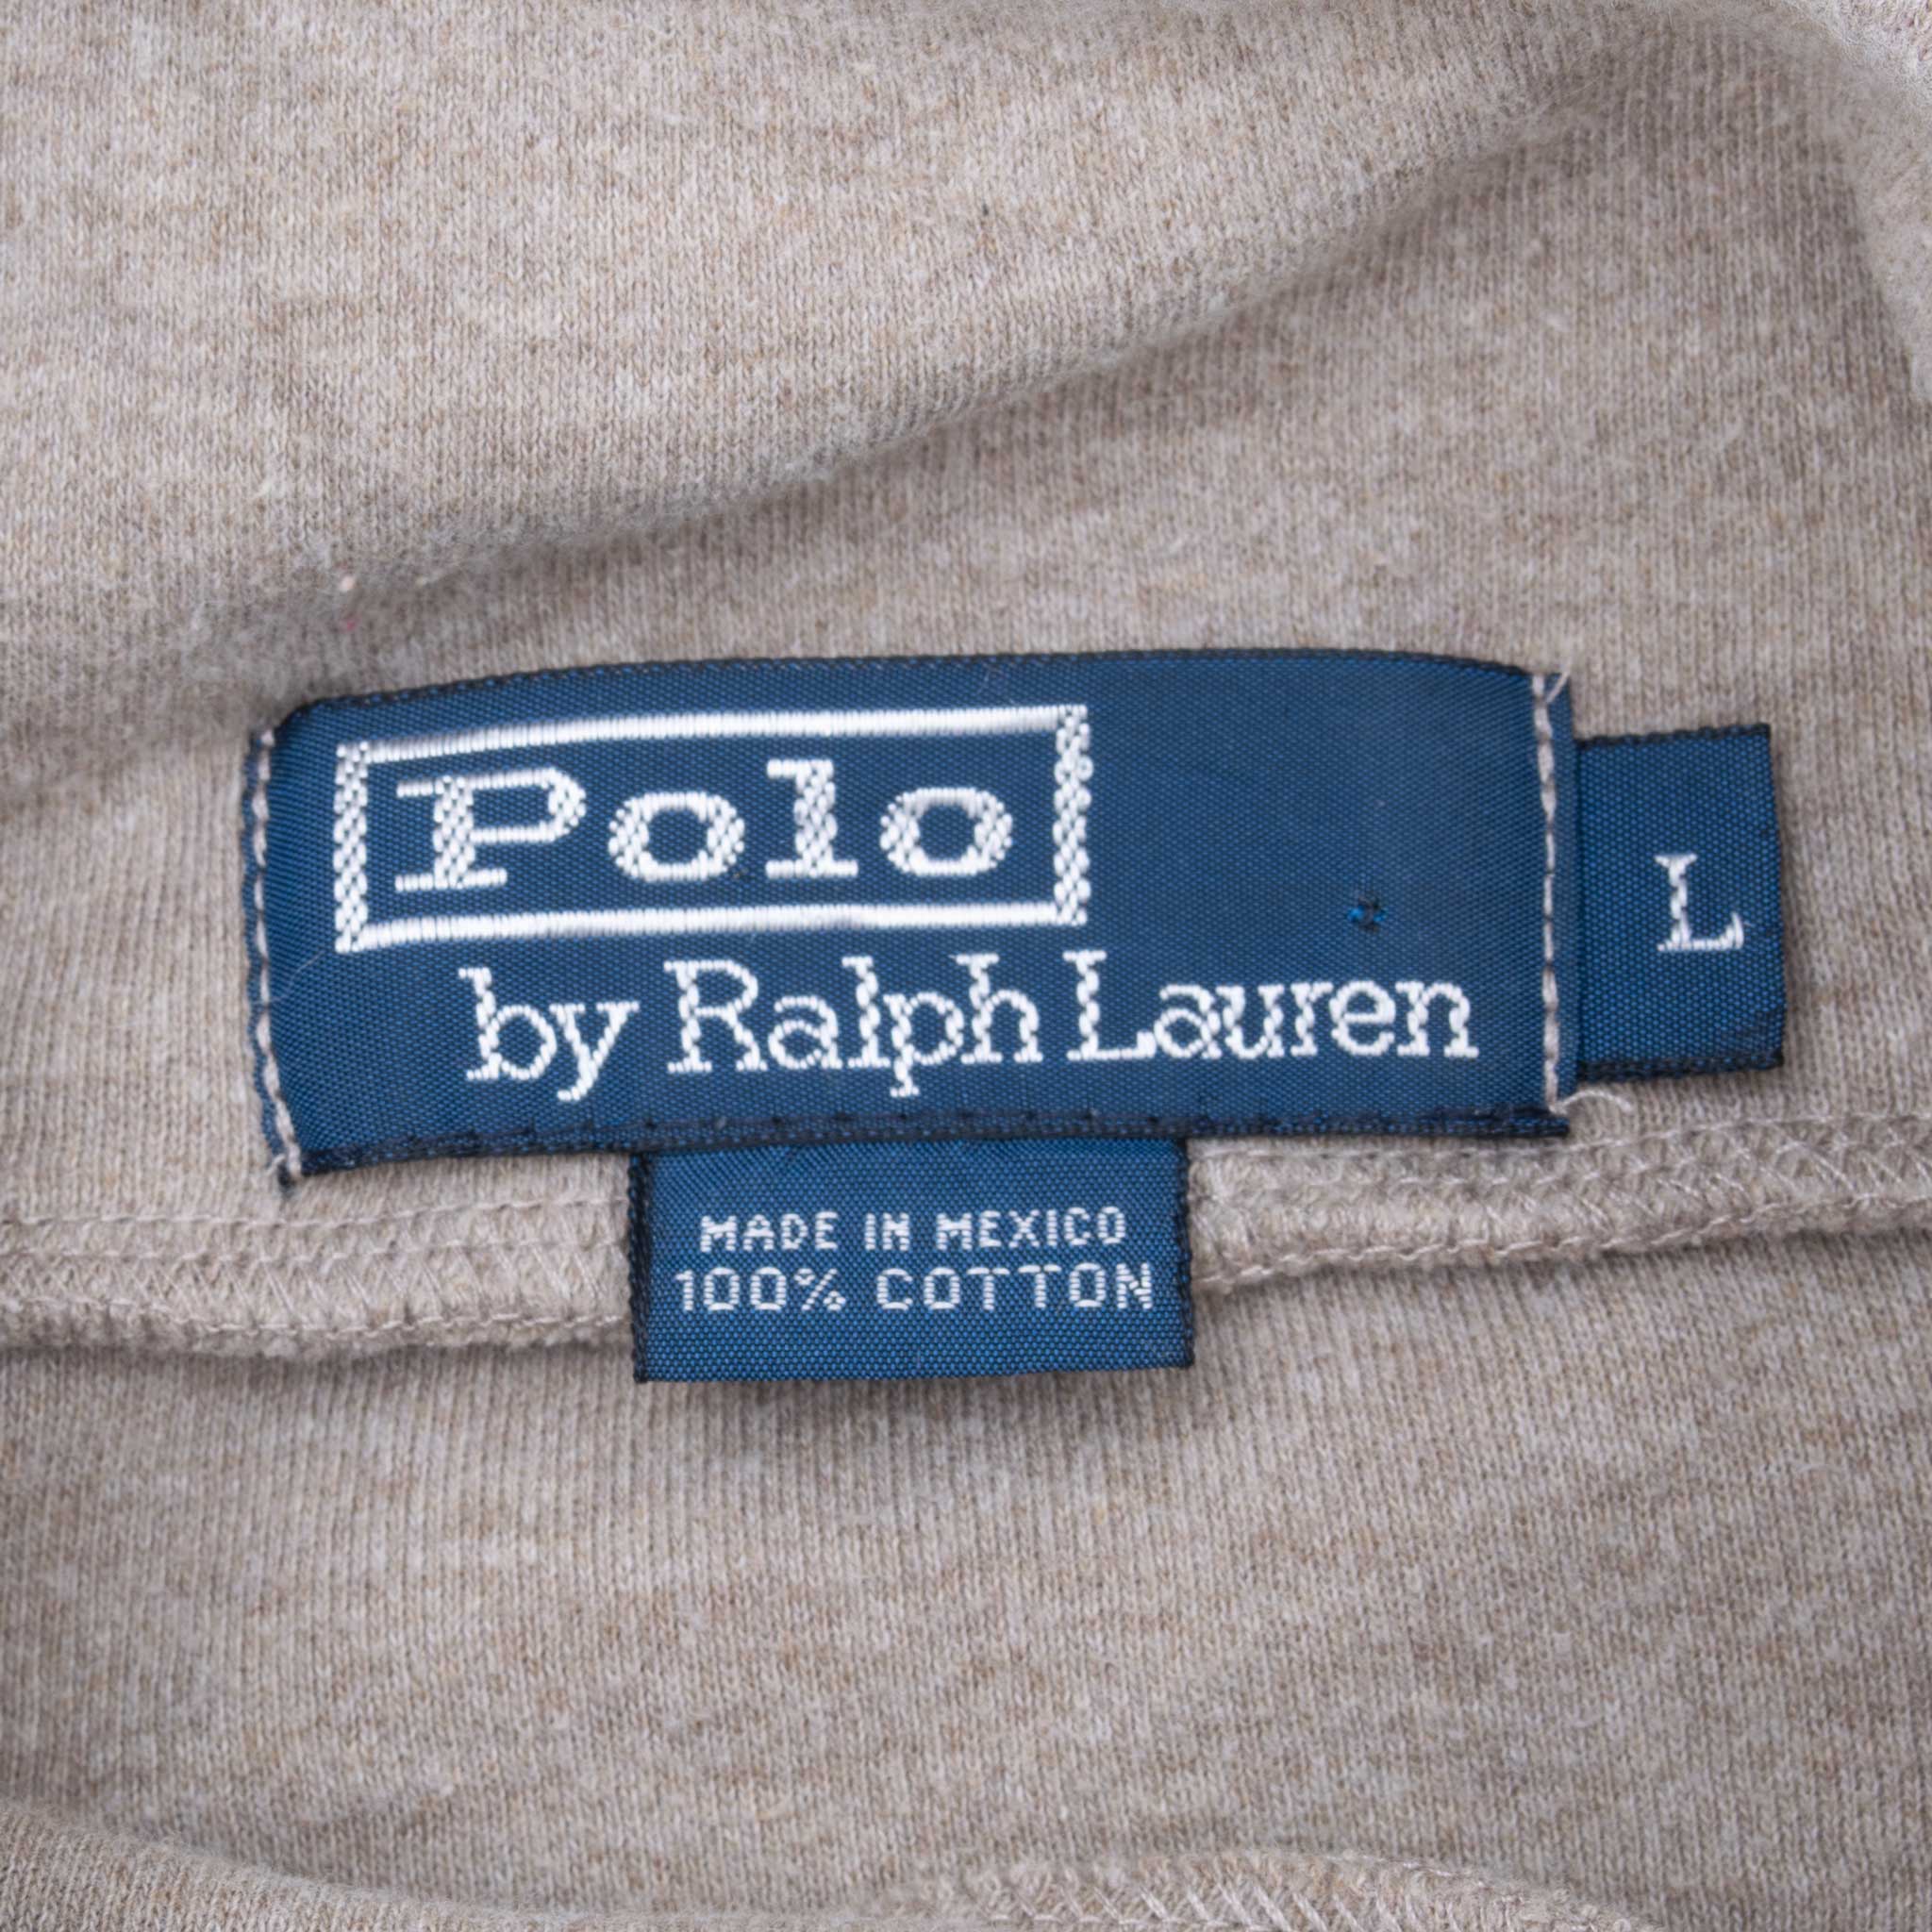 Polo
by Ralph Lauren
L
MADE IN MEXICO
100% COTTON